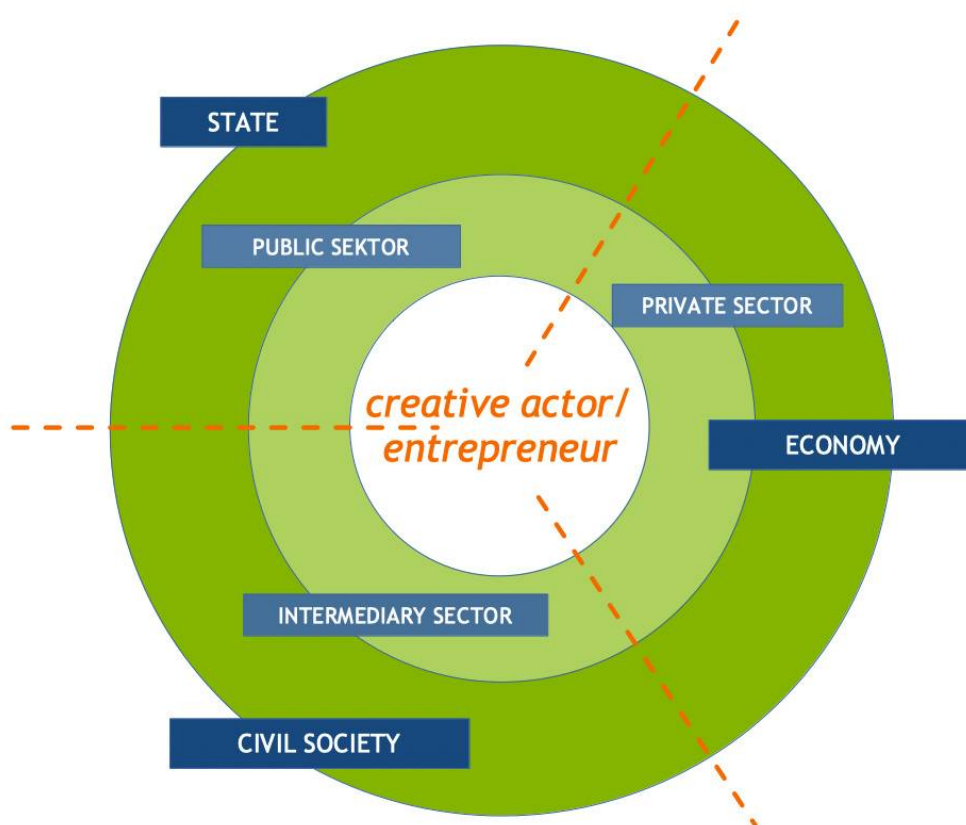 STATE
PUBLIC SEKTOR
PRIVATE SECTOR
creative actor/
entrepreneur
ECONOMY
INTERMEDIARY SECTOR
CIVIL SOCIETY